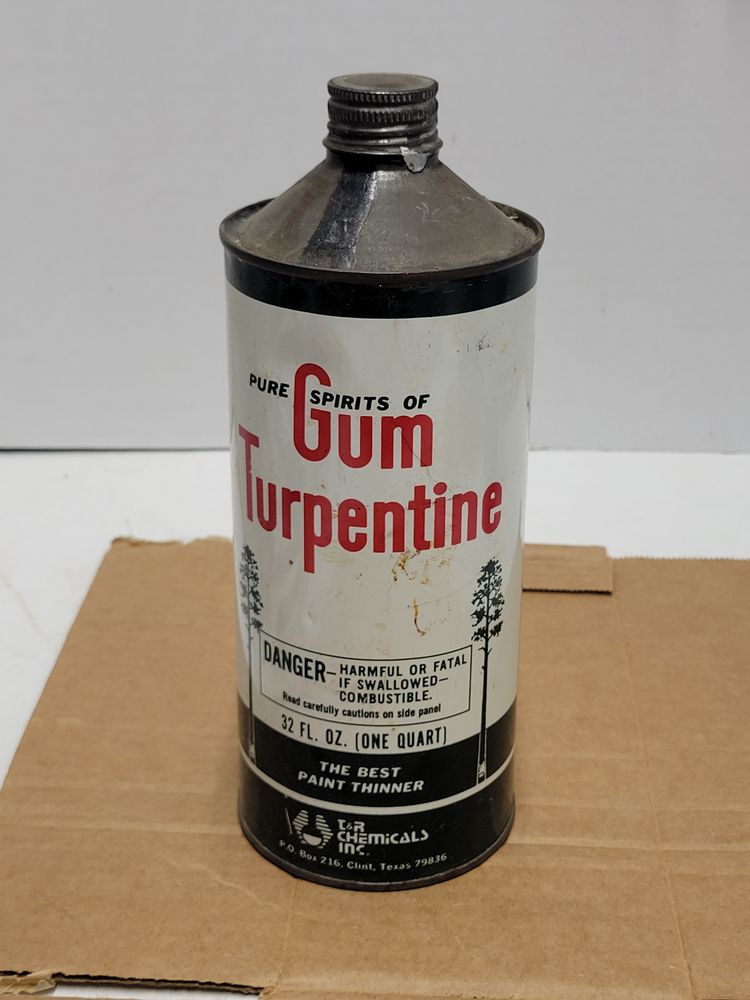 PURE SPIRITS OF
Gum
Turpentine
DANGER-HARMFUL OR FATAL
IF SWALLOWED-
COMBUSTIBLE.
Read carefully cautions on side panel
32 FL. OZ. (ONE QUART)
THE BEST
PAINT THINNER
T&R
CHEMICALS
INC.
P.O. Box 216, Clint, Texas 79836